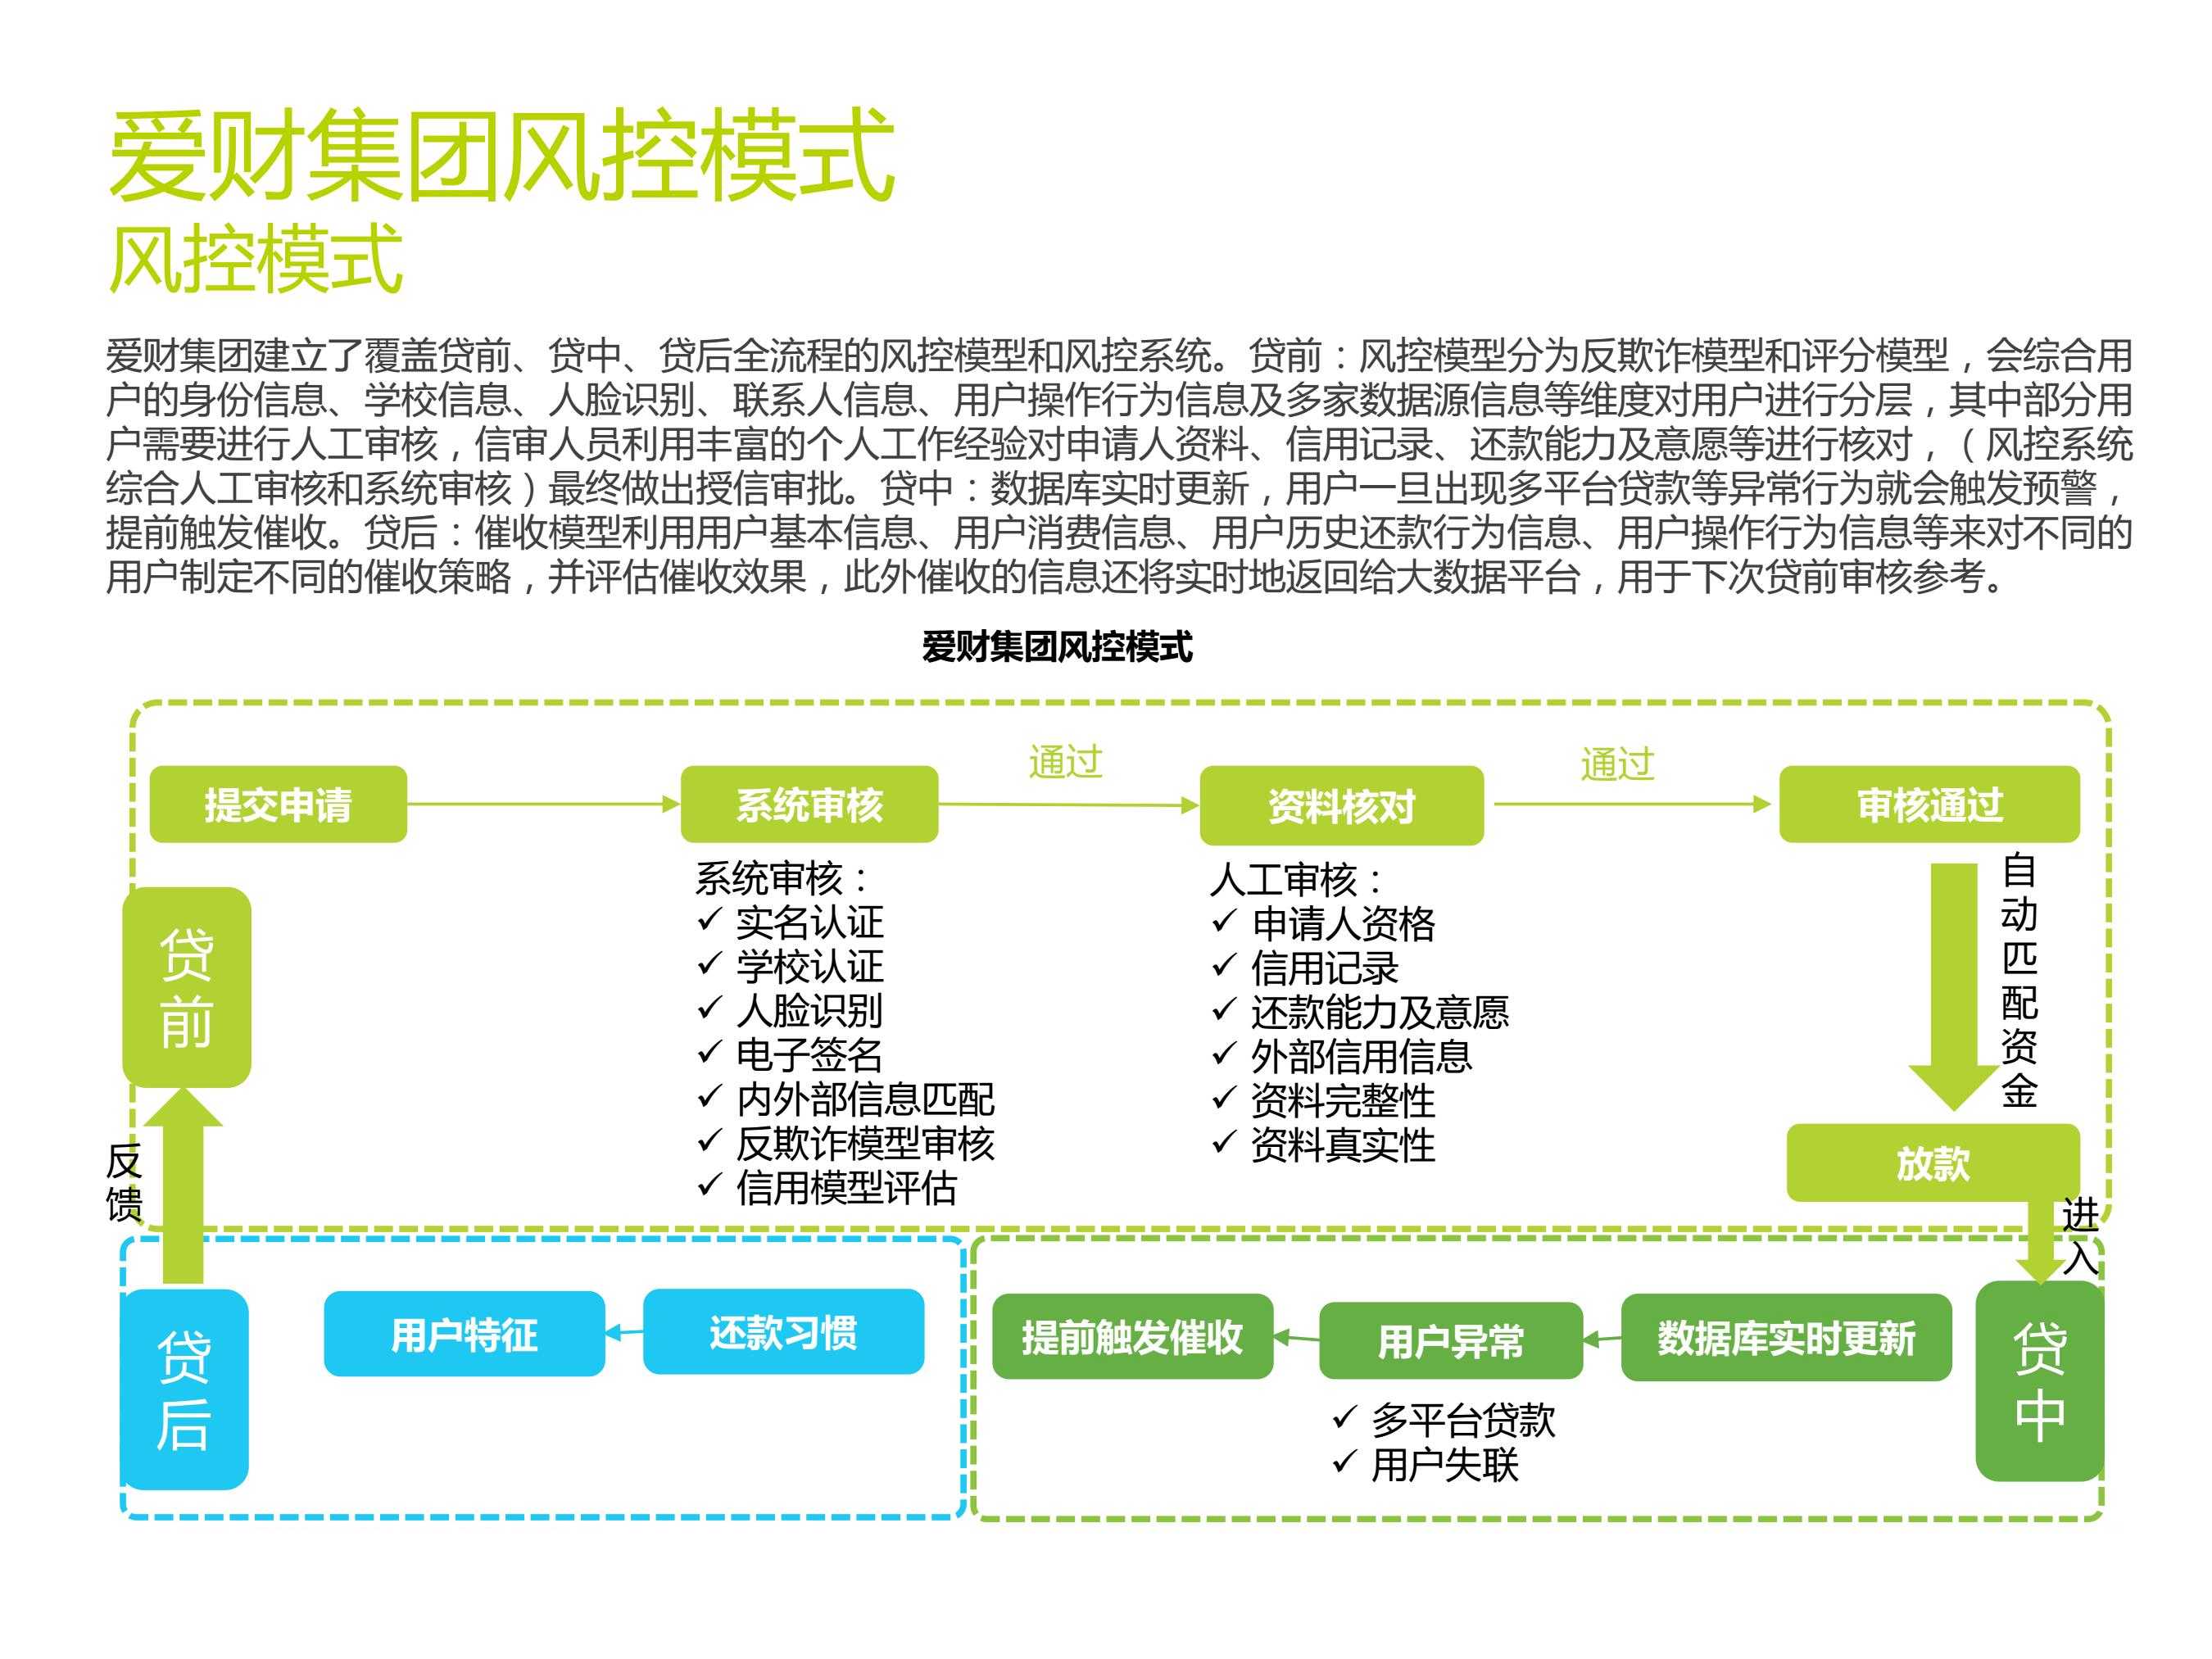 爱财集团风控模式
风控模式
爱财集团建立了覆盖贷前、贷中、贷后全流程的风控模型和风控系统。贷前：风控模型分为反欺诈模型和评分模型，会综合用
户的身份信息、学校信息、人脸识别、联系人信息、用户操作行为信息及多家数据源信息等维度对用户进行分层，其中部分用
户需要进行人工审核，信审人员利用丰富的个人工作经验对申请人资料、信用记录、还款能力及意愿等进行核对，（风控系统
综合人工审核和系统审核）最终做出授信审批。贷中：数据库实时更新，用户一旦出现多平台贷款等异常行为就会触发预警，
提前触发催收。贷后：催收模型利用用户基本信息、用户消费信息、用户历史还款行为信息、用户操作行为信息等来对不同的
用户制定不同的催收策略，并评估催收效果，此外催收的信息还将实时地返回给大数据平台，用于下次贷前审核参考。
爱财集团风控模式
提交申请
系统审核
通过
资料核对
通过
审核通过
贷前
系统审核：
✓ 实名认证
✓ 学校认证
✓ 人脸识别
✓ 电子签名
✓ 内外部信息匹配
✓ 反欺诈模型审核
✓ 信用模型评估
人工审核：
✓ 申请人资格
✓ 信用记录
✓ 还款能力及意愿
✓ 外部信用信息
✓ 资料完整性
✓ 资料真实性
自动匹配资金
放款
反馈
进入
贷后
用户特征
还款习惯
提前触发催收
用户异常
数据库实时更新
贷中
✓ 多平台贷款
✓ 用户失联